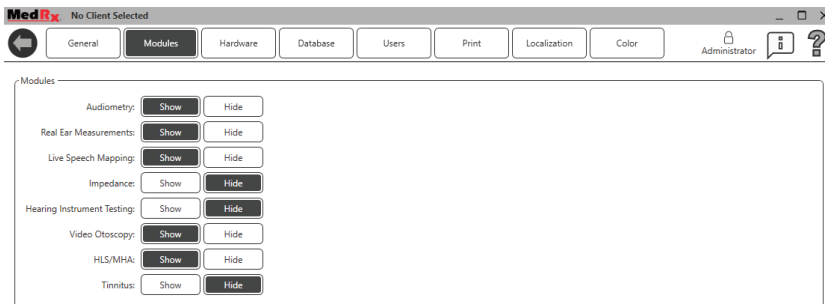 MedRx No Client Selected
General Modules Hardware Database Users Print Localization Color Administrator i ?
Modules
Audiometry: Show Hide
Real Ear Measurements: Show Hide
Live Speech Mapping: Show Hide
Impedance: Show Hide
Hearing Instrument Testing: Show Hide
Video Otoscopy: Show Hide
HLS/MHA: Show Hide
Tinnitus: Show Hide